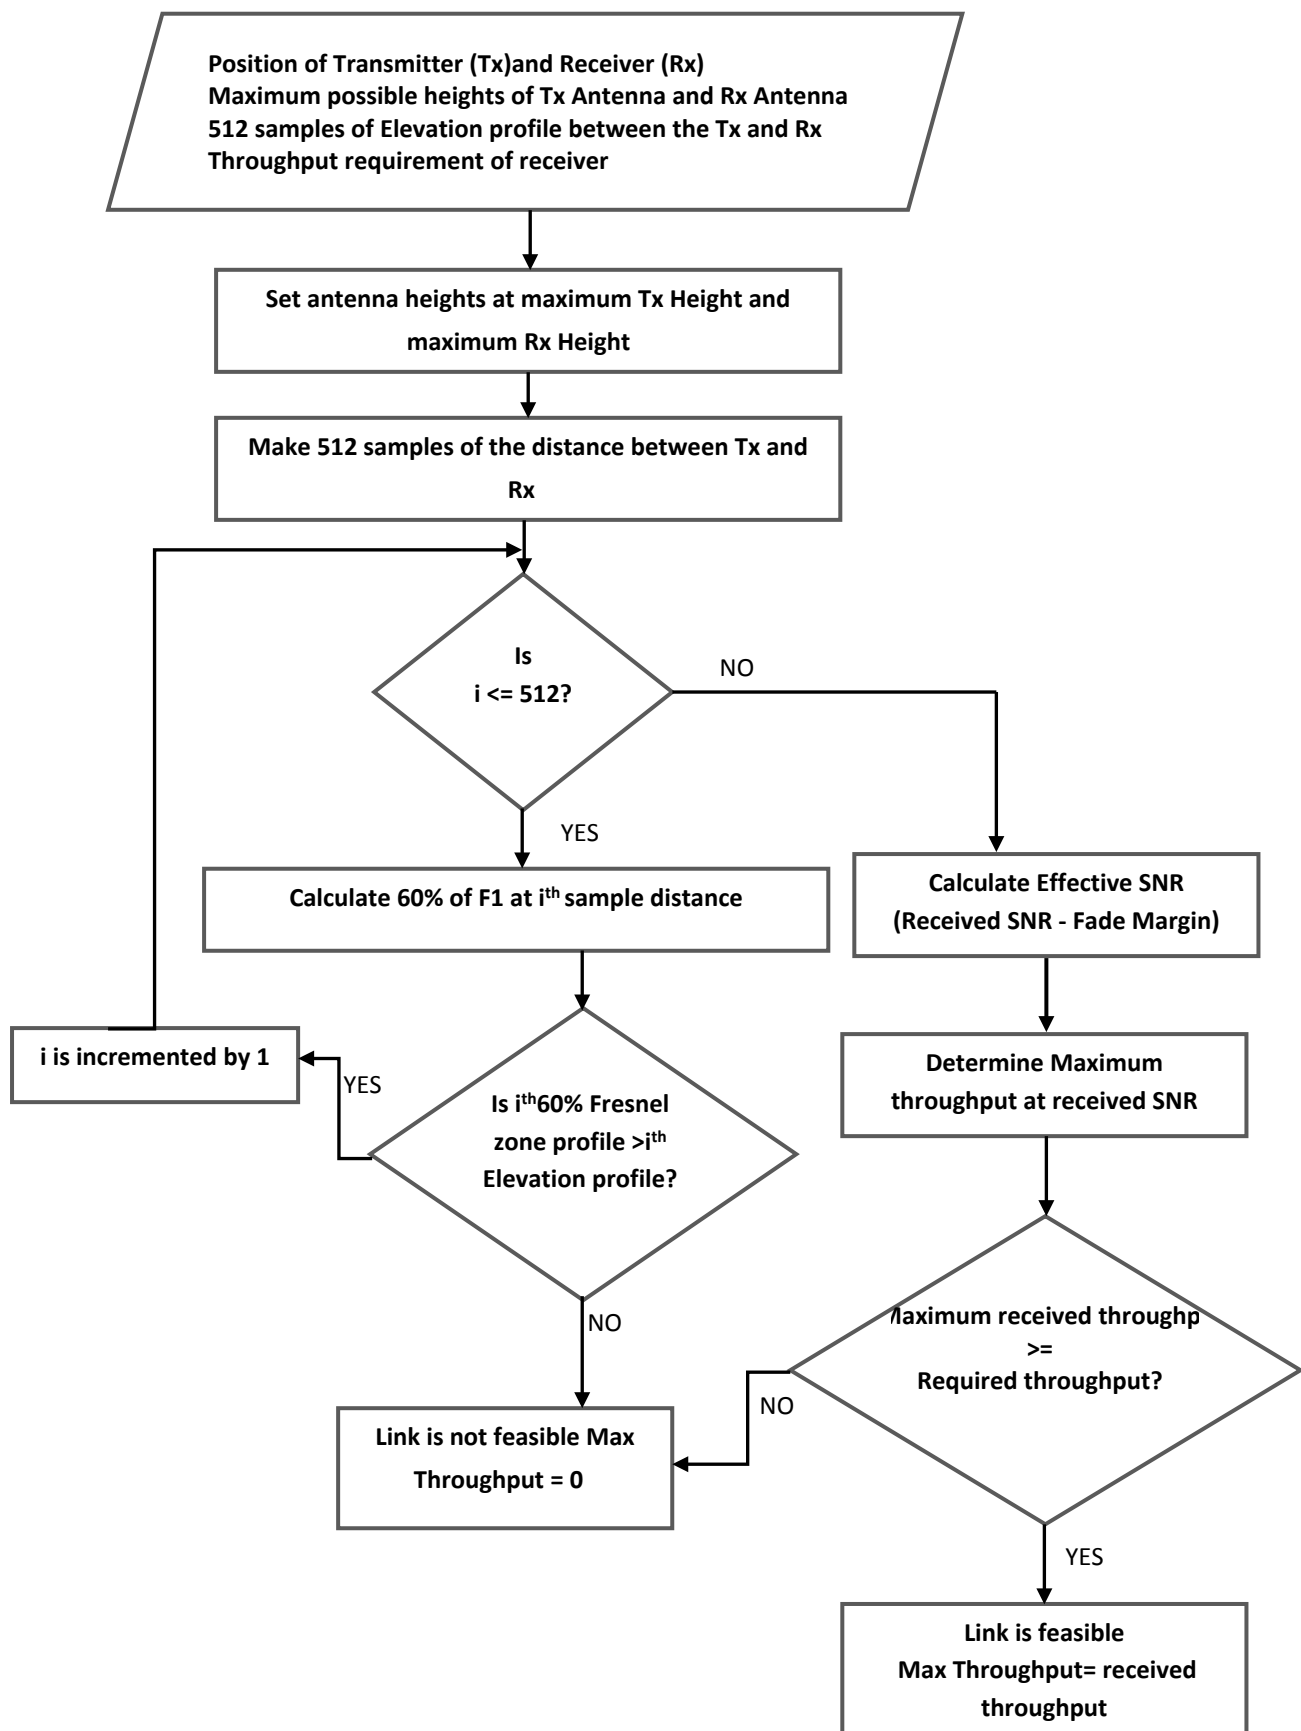 Position of Transmitter (Tx)and Receiver (Rx)
Maximum possible heights of Tx Antenna and Rx Antenna
512 samples of Elevation profile between the Tx and Rx
Throughput requirement of receiver
Set antenna heights at maximum Tx Height and
maximum Rx Height
Make 512 samples of the distance between Tx and
Rx
Is
i <= 512?
NO
YES
Calculate 60% of F1 at iᵗʰ sample distance
Calculate Effective SNR
(Received SNR - Fade Margin)
i is incremented by 1
YES
Is iᵗʰ60% Fresnel
zone profile >iᵗʰ
Elevation profile?
Determine Maximum
throughput at received SNR
NO
received
>=
Required throughput?
NO
Link is not feasible Max
Throughput = 0
YES
Link is feasible
Max Throughput= received
throughput